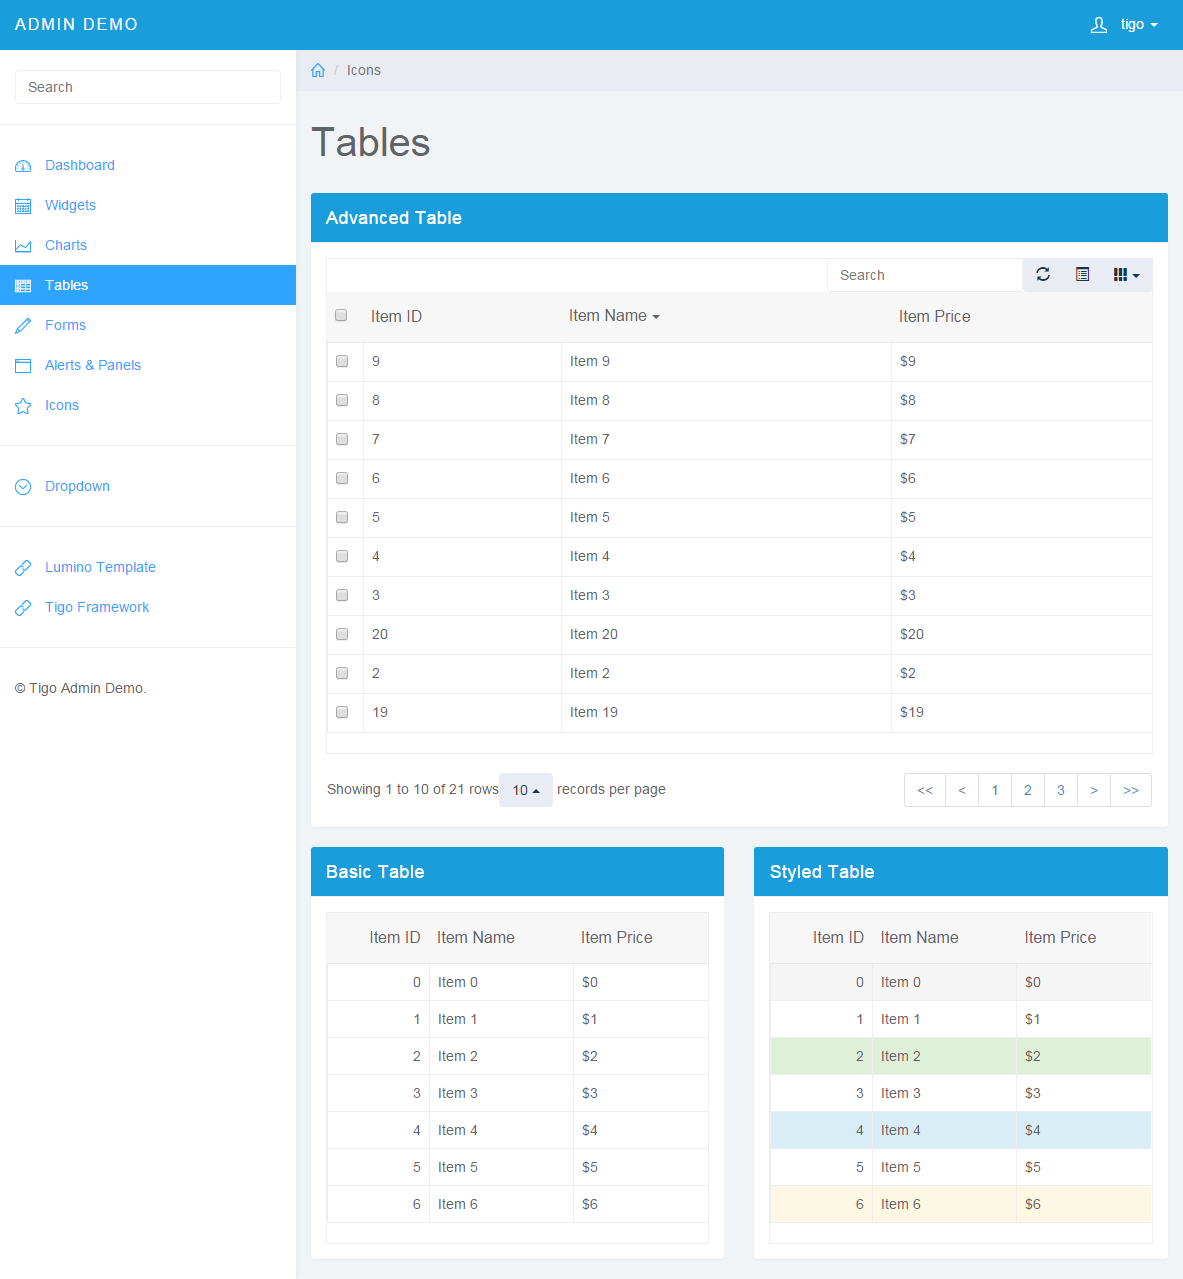 ADMIN DEMO
tigo
Search
Dashboard
Widgets
Charts
Tables
Forms
Alerts & Panels
Icons
Dropdown
Lumino Template
Tigo Framework
© Tigo Admin Demo.
/ Icons
Tables
Advanced Table
Search
Item ID Item Name Item Price
9 Item 9 $9
8 Item 8 $8
7 Item 7 $7
6 Item 6 $6
5 Item 5 $5
4 Item 4 $4
3 Item 3 $3
20 Item 20 $20
2 Item 2 $2
19 Item 19 $19
Showing 1 to 10 of 21 rows 10 records per page << < 1 2 3 > >>
Basic Table
Item ID Item Name Item Price
0 Item 0 $0
1 Item 1 $1
2 Item 2 $2
3 Item 3 $3
4 Item 4 $4
5 Item 5 $5
6 Item 6 $6
Styled Table
Item ID Item Name Item Price
0 Item 0 $0
1 Item 1 $1
2 Item 2 $2
3 Item 3 $3
4 Item 4 $4
5 Item 5 $5
6 Item 6 $6